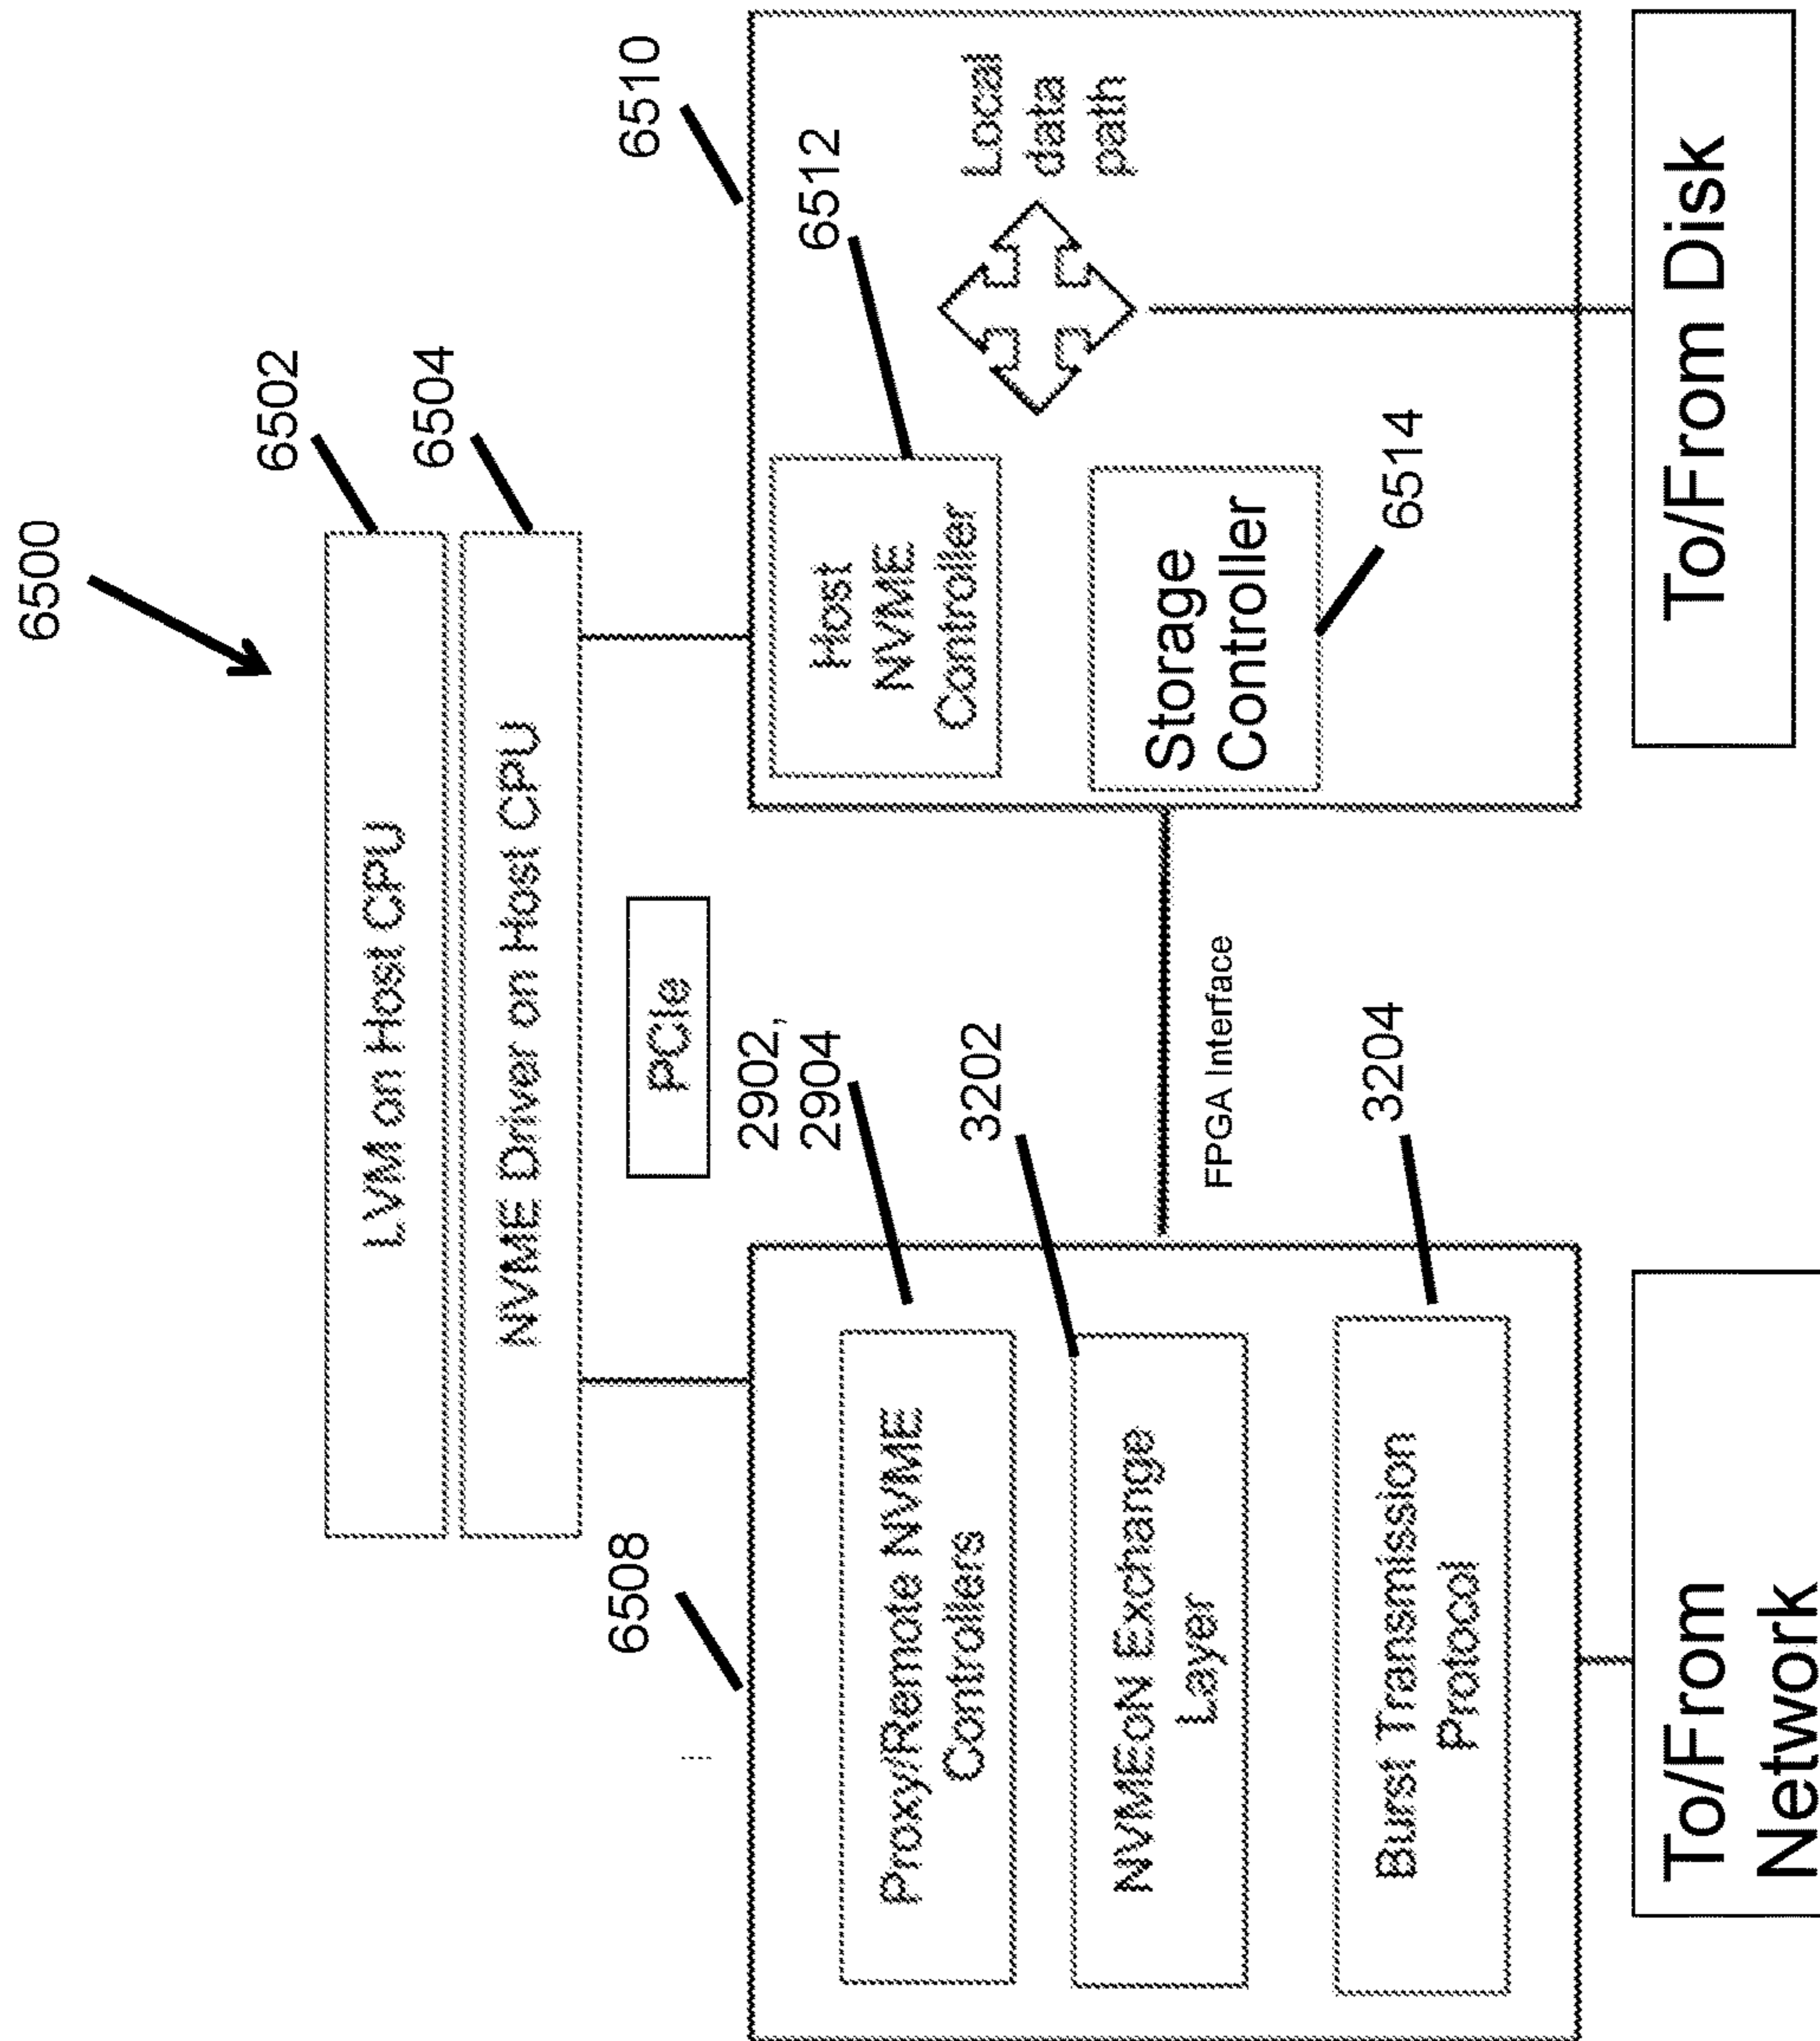 6500
6502
LVM on Host CPU
6504
NVME Driver on Host CPU
PCIe
6508
2902,
2904
Proxy/Remote NVME
Controllers
3202
NVMEoN Exchange
Layer
3204
Burst Transmission
Protocol
FPGA Interface
6510
6512
Host
NVME
Controller
Local
data
path
Storage
Controller
6514
To/From
Network
To/From Disk